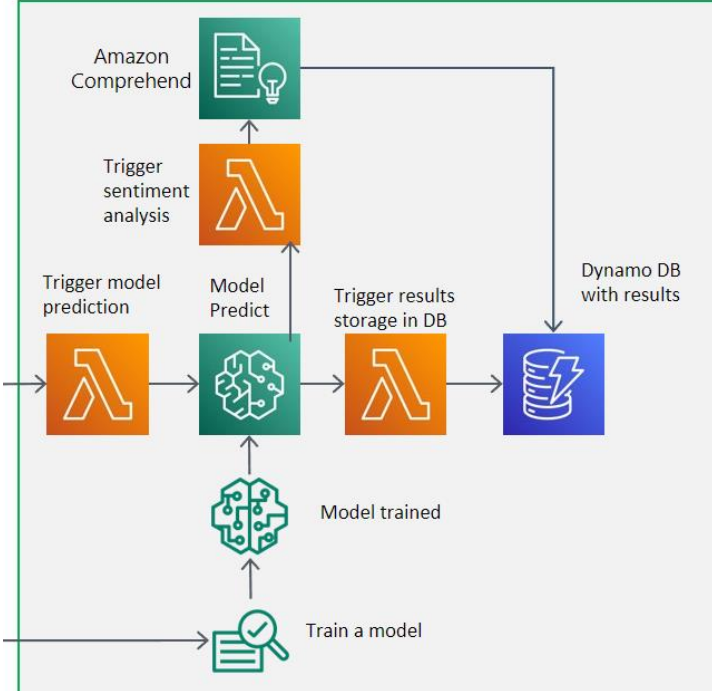 Amazon
Comprehend
Trigger
sentiment
analysis
Trigger model
prediction
Model
Predict
Trigger results
storage in DB
Dynamo DB
with results
Model trained
Train a model